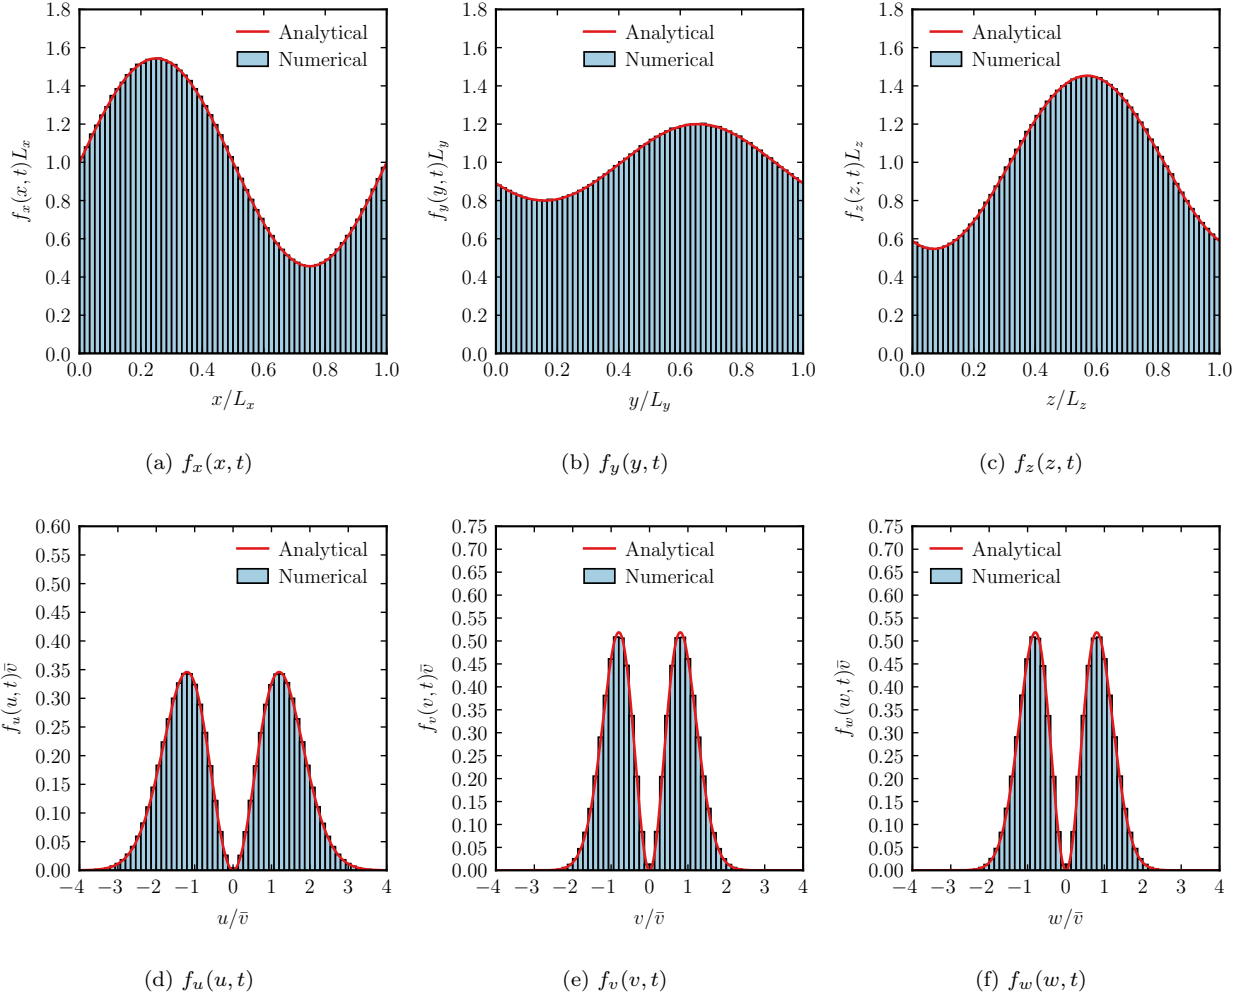 1.8
1.6
1.4
1.2
1.0
0.8
0.6
0.4
0.2
0.0
0.0 0.2 0.4 0.6 0.8 1.0
f_x(x, t)L_x
x/L_x
Analytical
Numerical
(a) f_x(x, t)
1.8
1.6
1.4
1.2
1.0
0.8
0.6
0.4
0.2
0.0
0.0 0.2 0.4 0.6 0.8 1.0
f_y(y, t)L_y
y/L_y
Analytical
Numerical
(b) f_y(y, t)
1.8
1.6
1.4
1.2
1.0
0.8
0.6
0.4
0.2
0.0
0.0 0.2 0.4 0.6 0.8 1.0
f_z(z, t)L_z
z/L_z
Analytical
Numerical
(c) f_z(z, t)
0.60
0.55
0.50
0.45
0.40
0.35
0.30
0.25
0.20
0.15
0.10
0.05
0.00
−4 −3 −2 −1 0 1 2 3 4
f_u(u, t)v̄
u/v̄
Analytical
Numerical
(d) f_u(u, t)
0.75
0.70
0.65
0.60
0.55
0.50
0.45
0.40
0.35
0.30
0.25
0.20
0.15
0.10
0.05
0.00
−4 −3 −2 −1 0 1 2 3 4
f_v(v, t)v̄
v/v̄
Analytical
Numerical
(e) f_v(v, t)
0.75
0.70
0.65
0.60
0.55
0.50
0.45
0.40
0.35
0.30
0.25
0.20
0.15
0.10
0.05
0.00
−4 −3 −2 −1 0 1 2 3 4
f_w(w, t)v̄
w/v̄
Analytical
Numerical
(f) f_w(w, t)